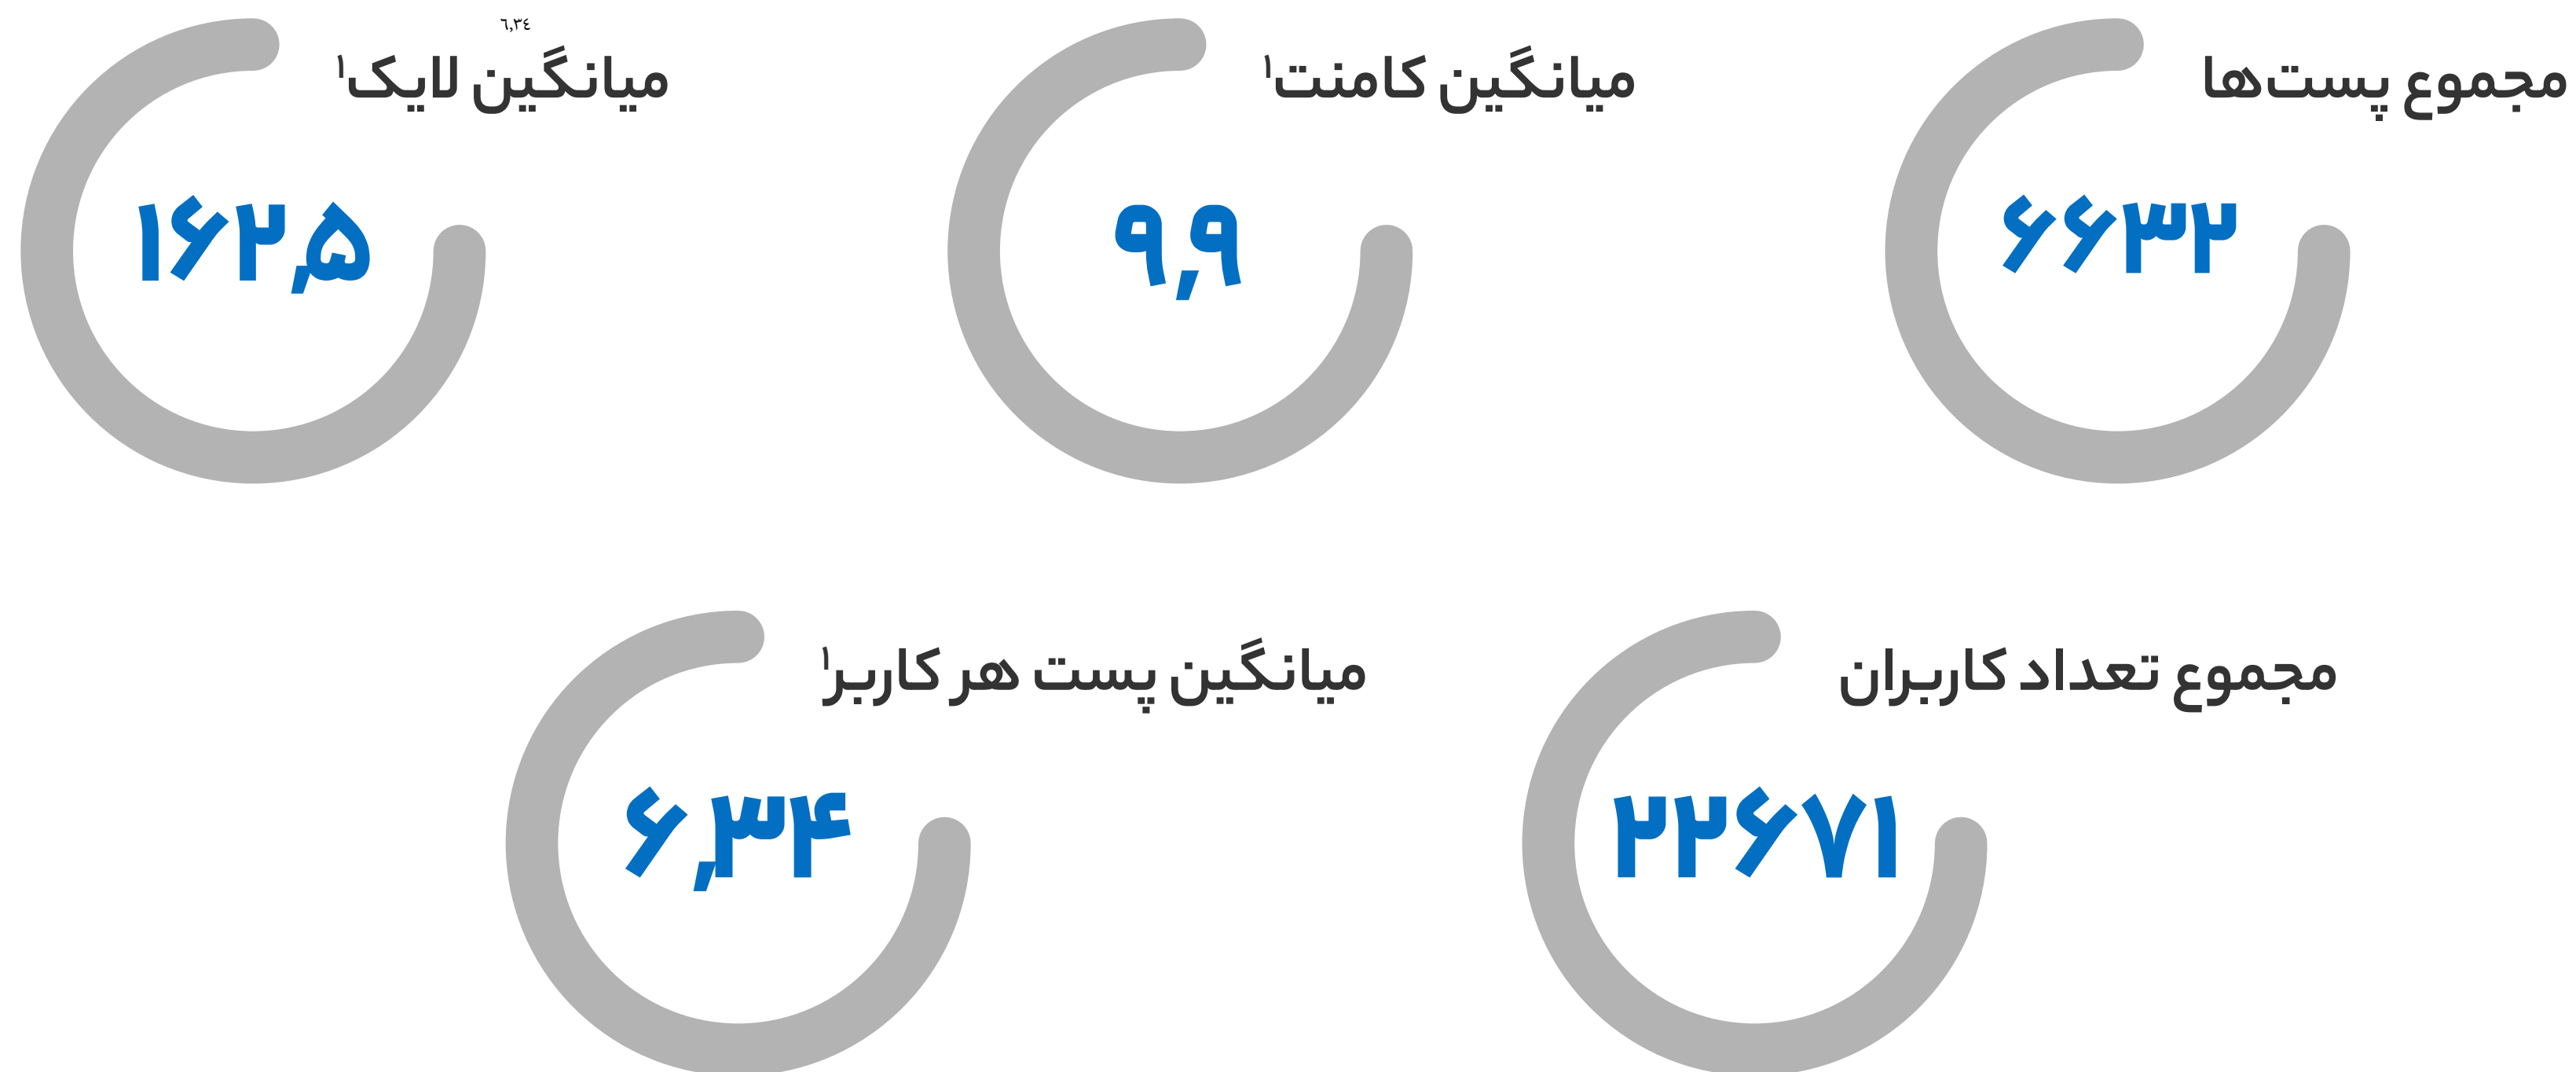 مجموع پست‌ها
۶۶۳۲
میانگین کامنت۱
۹,۹
٦,٣٤
میانگین لایک۱
۱۶۲,۵
مجموع تعداد کاربران
۲۲۶۷۱
میانگین پست هر کاربر۱
۶,۳۴